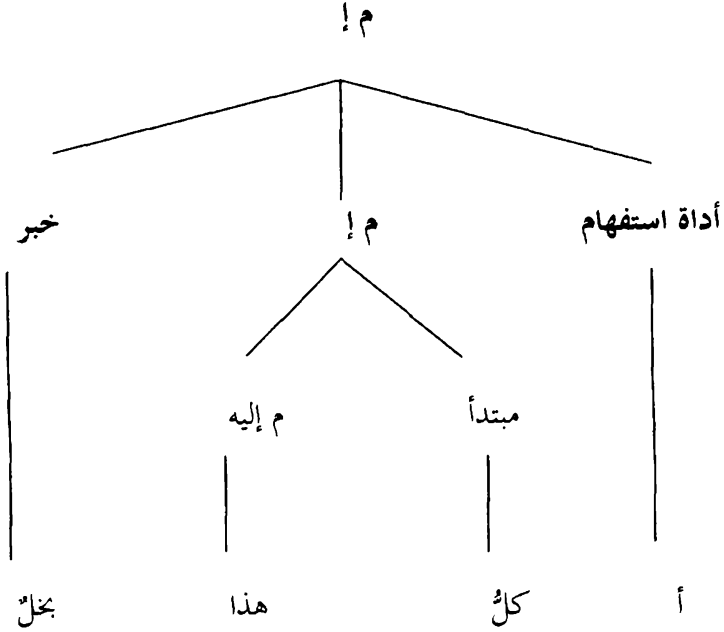 م إ
أداة استفهام م إ خبر
مبتدأ م إليه
أ كلُّ هذا بخلٌ